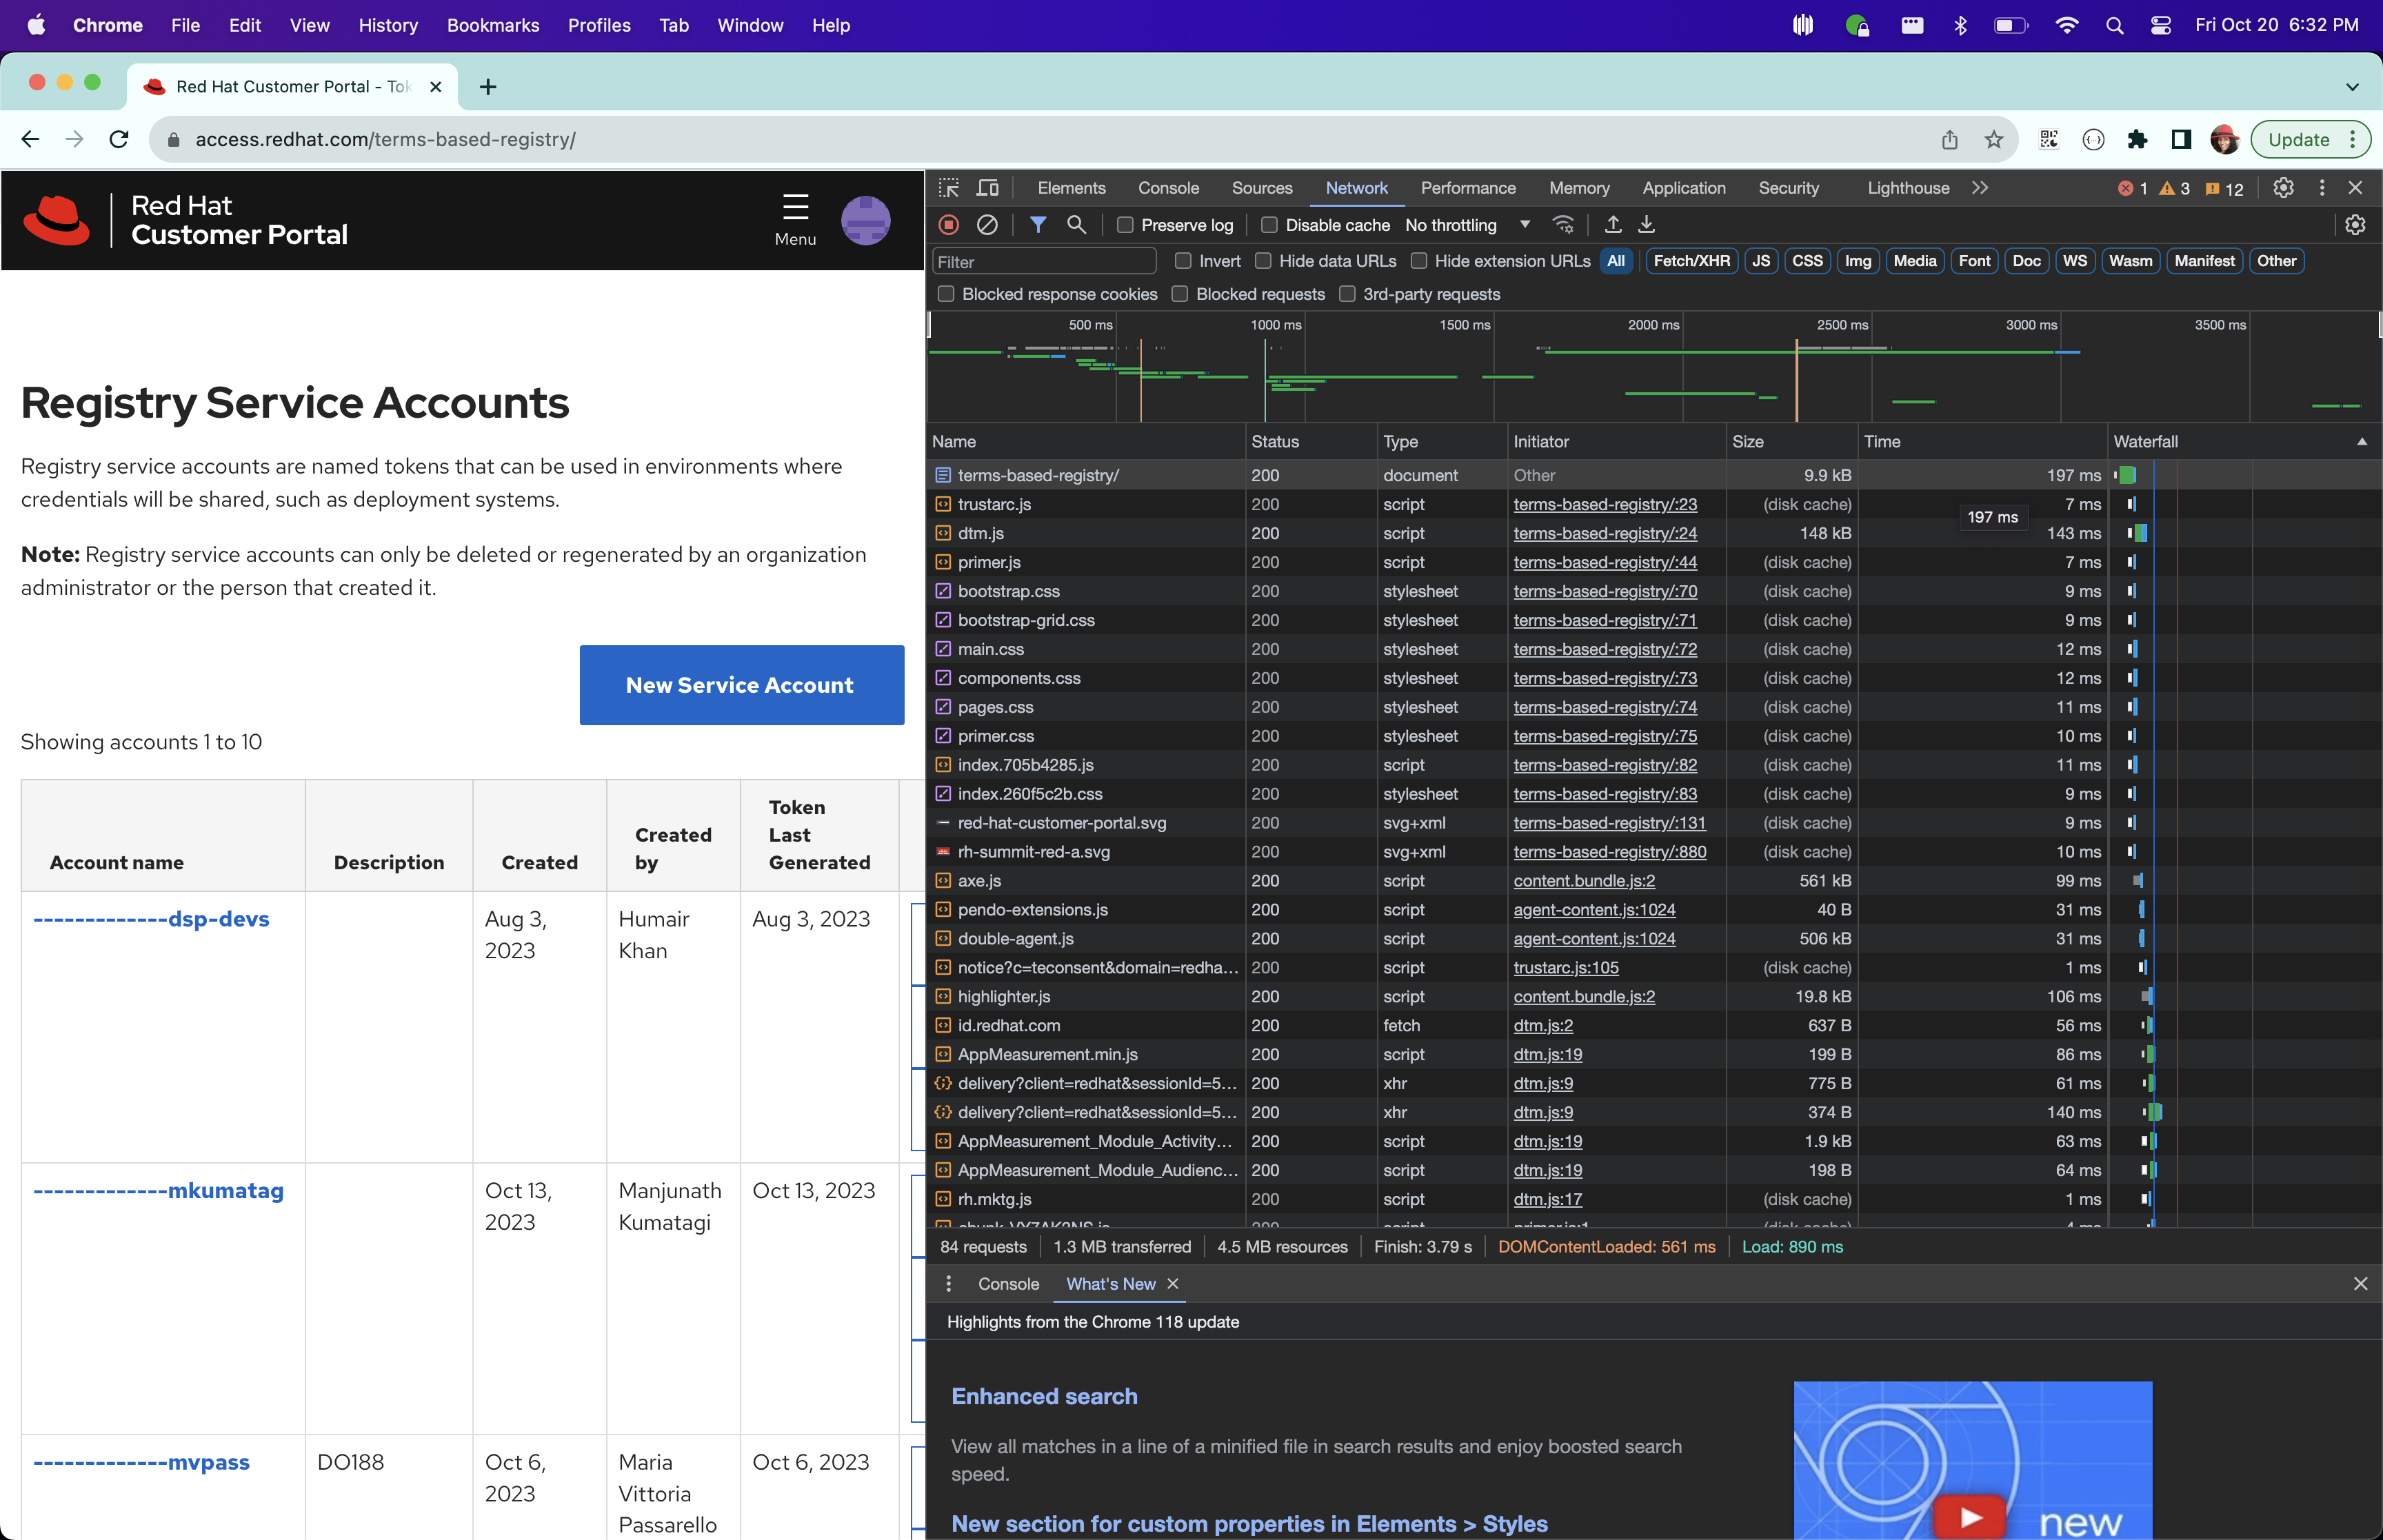 Chrome File Edit View History Bookmarks Profiles Tab Window Help Fri Oct 20 6:32 PM
Red Hat Customer Portal - Tok
access.redhat.com/terms-based-registry/ Update
Red Hat
Customer Portal
Menu
Registry Service Accounts
Registry service accounts are named tokens that can be used in environments where
credentials will be shared, such as deployment systems.
Note: Registry service accounts can only be deleted or regenerated by an organization
administrator or the person that created it.
New Service Account
Showing accounts 1 to 10
Account name Description Created Created by Token Last Generated
-------------dsp-devs Aug 3, 2023 Humair Khan Aug 3, 2023
-------------mkumatag Oct 13, 2023 Manjunath Kumatagi Oct 13, 2023
-------------mvpass DO188 Oct 6, 2023 Maria Vittoria Passarello Oct 6, 2023
Elements Console Sources Network Performance Memory Application Security Lighthouse 1 3 12
Preserve log Disable cache No throttling
Filter Invert Hide data URLs Hide extension URLs All Fetch/XHR JS CSS Img Media Font Doc WS Wasm Manifest Other
Blocked response cookies Blocked requests 3rd-party requests
500 ms 1000 ms 1500 ms 2000 ms 2500 ms 3000 ms 3500 ms
Name Status Type Initiator Size Time Waterfall
terms-based-registry/ 200 document Other 9.9 kB 197 ms
trustarc.js 200 script terms-based-registry/:23 (disk cache) 7 ms
197 ms
dtm.js 200 script terms-based-registry/:24 148 kB 143 ms
primer.js 200 script terms-based-registry/:44 (disk cache) 7 ms
bootstrap.css 200 stylesheet terms-based-registry/:70 (disk cache) 9 ms
bootstrap-grid.css 200 stylesheet terms-based-registry/:71 (disk cache) 9 ms
main.css 200 stylesheet terms-based-registry/:72 (disk cache) 12 ms
components.css 200 stylesheet terms-based-registry/:73 (disk cache) 12 ms
pages.css 200 stylesheet terms-based-registry/:74 (disk cache) 11 ms
primer.css 200 stylesheet terms-based-registry/:75 (disk cache) 10 ms
index.705b4285.js 200 script terms-based-registry/:82 (disk cache) 11 ms
index.260f5c2b.css 200 stylesheet terms-based-registry/:83 (disk cache) 9 ms
red-hat-customer-portal.svg 200 svg+xml terms-based-registry/:131 (disk cache) 9 ms
rh-summit-red-a.svg 200 svg+xml terms-based-registry/:880 (disk cache) 10 ms
axe.js 200 script content.bundle.js:2 561 kB 99 ms
pendo-extensions.js 200 script agent-content.js:1024 40 B 31 ms
double-agent.js 200 script agent-content.js:1024 506 kB 31 ms
notice?c=teconsent&domain=redha... 200 script trustarc.js:105 (disk cache) 1 ms
highlighter.js 200 script content.bundle.js:2 19.8 kB 106 ms
id.redhat.com 200 fetch dtm.js:2 637 B 56 ms
AppMeasurement.min.js 200 script dtm.js:19 199 B 86 ms
delivery?client=redhat&sessionId=5... 200 xhr dtm.js:9 775 B 61 ms
delivery?client=redhat&sessionId=5... 200 xhr dtm.js:9 374 B 140 ms
AppMeasurement_Module_Activity... 200 script dtm.js:19 1.9 kB 63 ms
AppMeasurement_Module_Audienc... 200 script dtm.js:19 198 B 64 ms
rh.mktg.js 200 script dtm.js:17 (disk cache) 1 ms
84 requests 1.3 MB transferred 4.5 MB resources Finish: 3.79 s DOMContentLoaded: 561 ms Load: 890 ms
Console What's New
Highlights from the Chrome 118 update
Enhanced search
View all matches in a line of a minified file in search results and enjoy boosted search
speed.
New section for custom properties in Elements > Styles
new